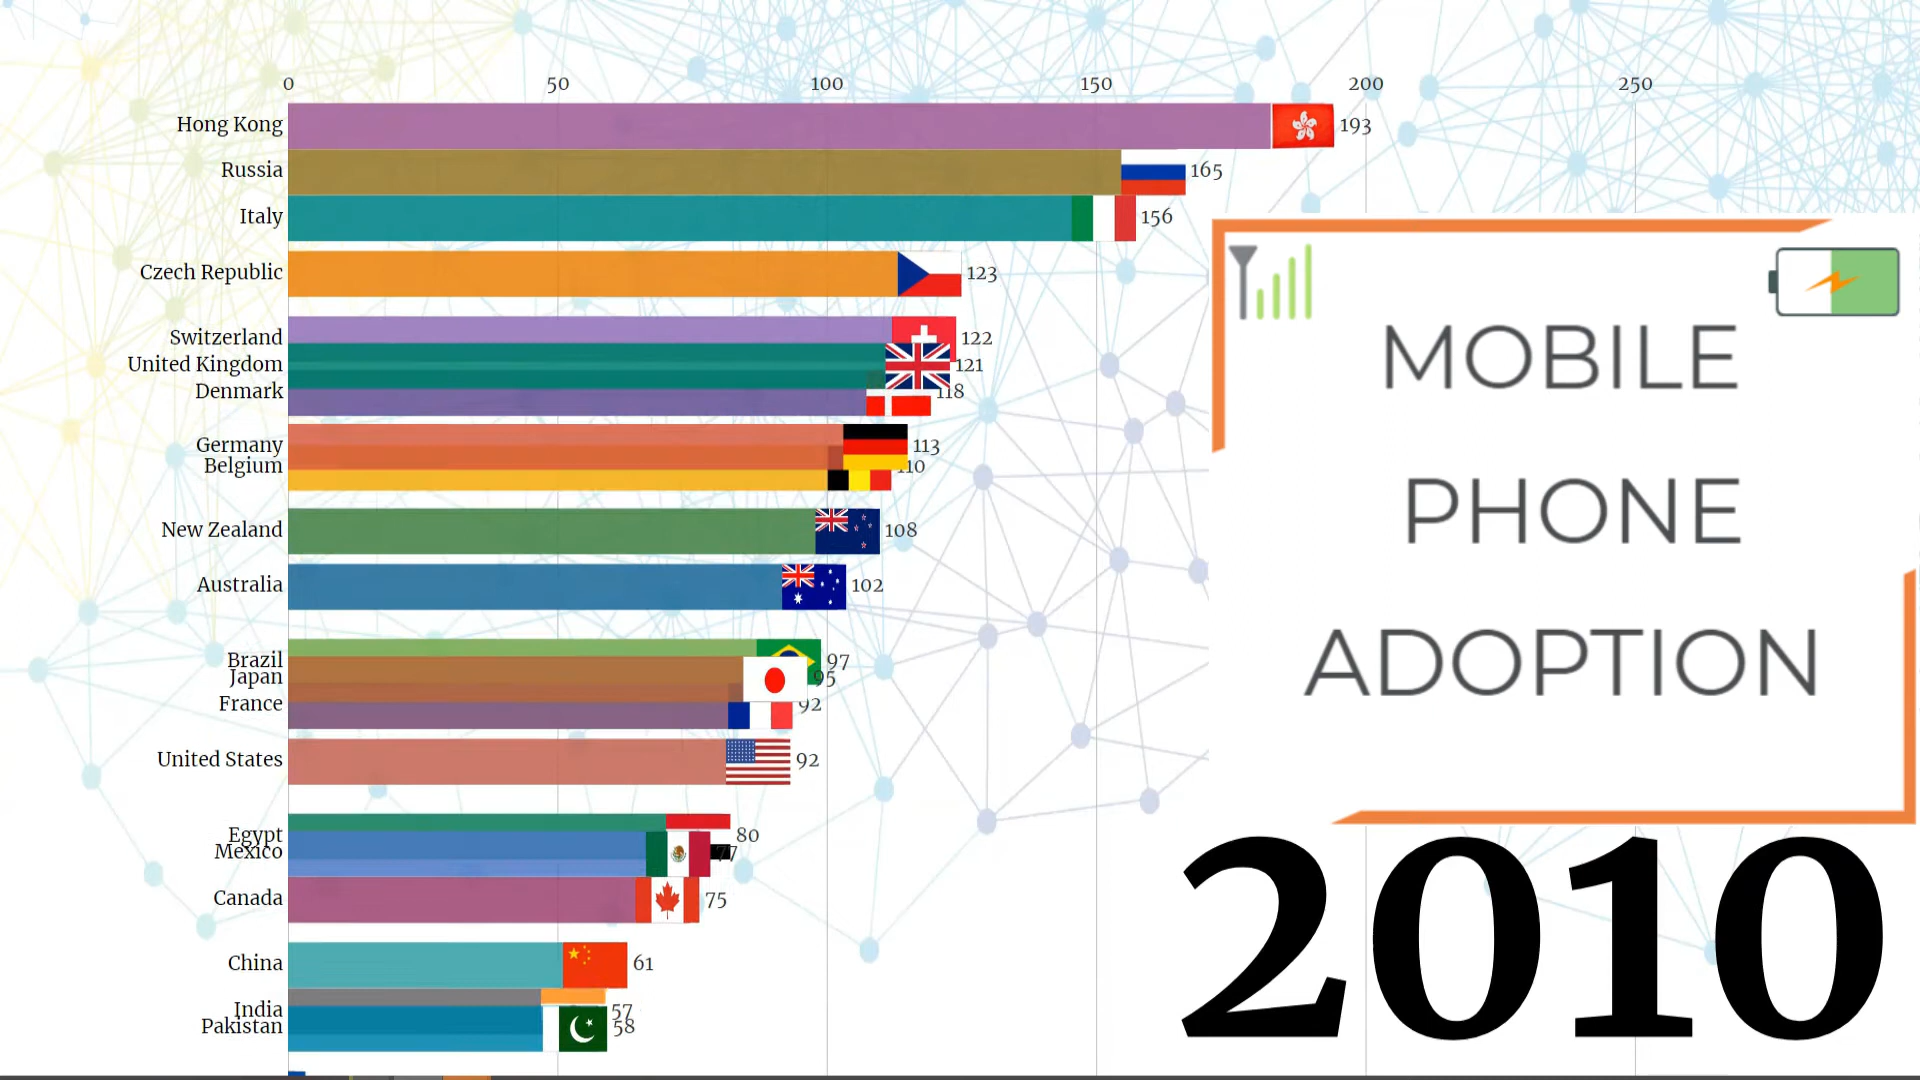 0 50 100 150 200 250
Hong Kong 193
Russia 165
Italy 156
Czech Republic 123
Switzerland 122
United Kingdom 121
Denmark 118
Germany 113
Belgium 110
New Zealand 108
Australia 102
Brazil 97
Japan 95
France 92
United States 92
Egypt 80
Mexico 77
Canada 75
China 61
India 57
Pakistan 58
MOBILE
PHONE
ADOPTION
2010